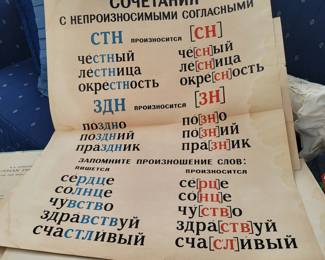 СОЧЕТАНИЯ
С НЕПРОИЗНОСИМЫМИ СОГЛАСНЫМИ
СТН ПРОИЗНОСИТСЯ [СН]
честный че[сн]ый
лестница ле[сн]ица
окрестность окре[сн]ость
ЗДН ПРОИЗНОСИТСЯ [ЗН]
поздно по[зн]о
поздний по[зн]ий
праздник пра[зн]ик
ЗАПОМНИТЕ ПРОИЗНОШЕНИЕ СЛОВ:
ПИШЕТСЯ ПРОИЗНОСИТСЯ
сердце се[рц]е
солнце со[нц]е
чувство чу[ств]о
здравствуй здра[ств]уй
счастливый сча[сл]ивый